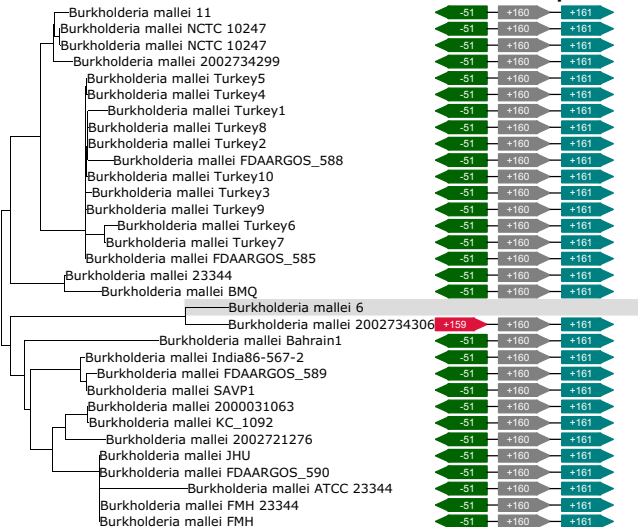 Burkholderia mallei 11 -51 +160 +161
Burkholderia mallei NCTC 10247 -51 +160 +161
Burkholderia mallei NCTC 10247 -51 +160 +161
Burkholderia mallei 2002734299 -51 +160 +161
Burkholderia mallei Turkey5 -51 +160 +161
Burkholderia mallei Turkey4 -51 +160 +161
Burkholderia mallei Turkey1 -51 +160 +161
Burkholderia mallei Turkey8 -51 +160 +161
Burkholderia mallei Turkey2 -51 +160 +161
Burkholderia mallei FDAARGOS_588 -51 +160 +161
Burkholderia mallei Turkey10 -51 +160 +161
Burkholderia mallei Turkey3 -51 +160 +161
Burkholderia mallei Turkey9 -51 +160 +161
Burkholderia mallei Turkey6 -51 +160 +161
Burkholderia mallei Turkey7 -51 +160 +161
Burkholderia mallei FDAARGOS_585 -51 +160 +161
Burkholderia mallei 23344 -51 +160 +161
Burkholderia mallei BMQ -51 +160 +161
Burkholderia mallei 6
Burkholderia mallei 2002734306 +159 +160 +161
Burkholderia mallei Bahrain1 -51 +160 +161
Burkholderia mallei India86-567-2 -51 +160 +161
Burkholderia mallei FDAARGOS_589 -51 +160 +161
Burkholderia mallei SAVP1 -51 +160 +161
Burkholderia mallei 2000031063 -51 +160 +161
Burkholderia mallei KC_1092 -51 +160 +161
Burkholderia mallei 2002721276 -51 +160 +161
Burkholderia mallei JHU -51 +160 +161
Burkholderia mallei FDAARGOS_590 -51 +160 +161
Burkholderia mallei ATCC 23344 -51 +160 +161
Burkholderia mallei FMH 23344 -51 +160 +161
Burkholderia mallei FMH -51 +160 +161